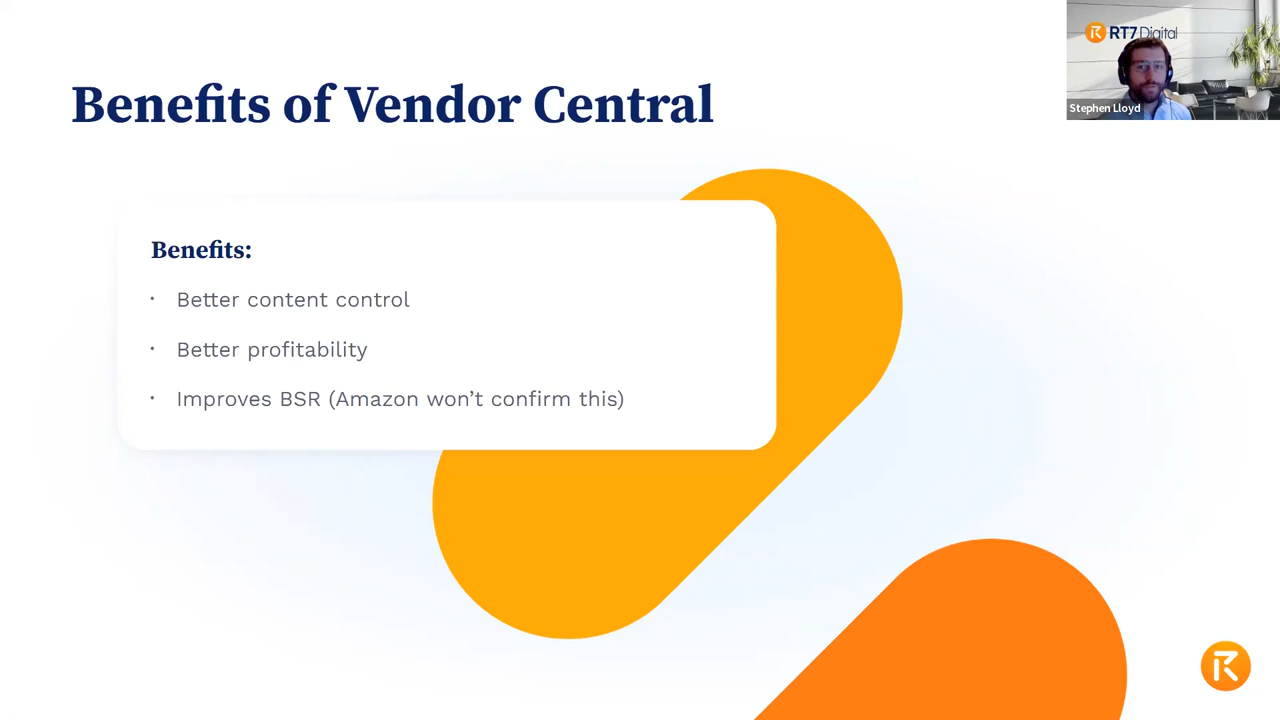 Benefits of Vendor Central
RT7 Digital
Stephen Lloyd
Benefits:
• Better content control
• Better profitability
• Improves BSR (Amazon won’t confirm this)